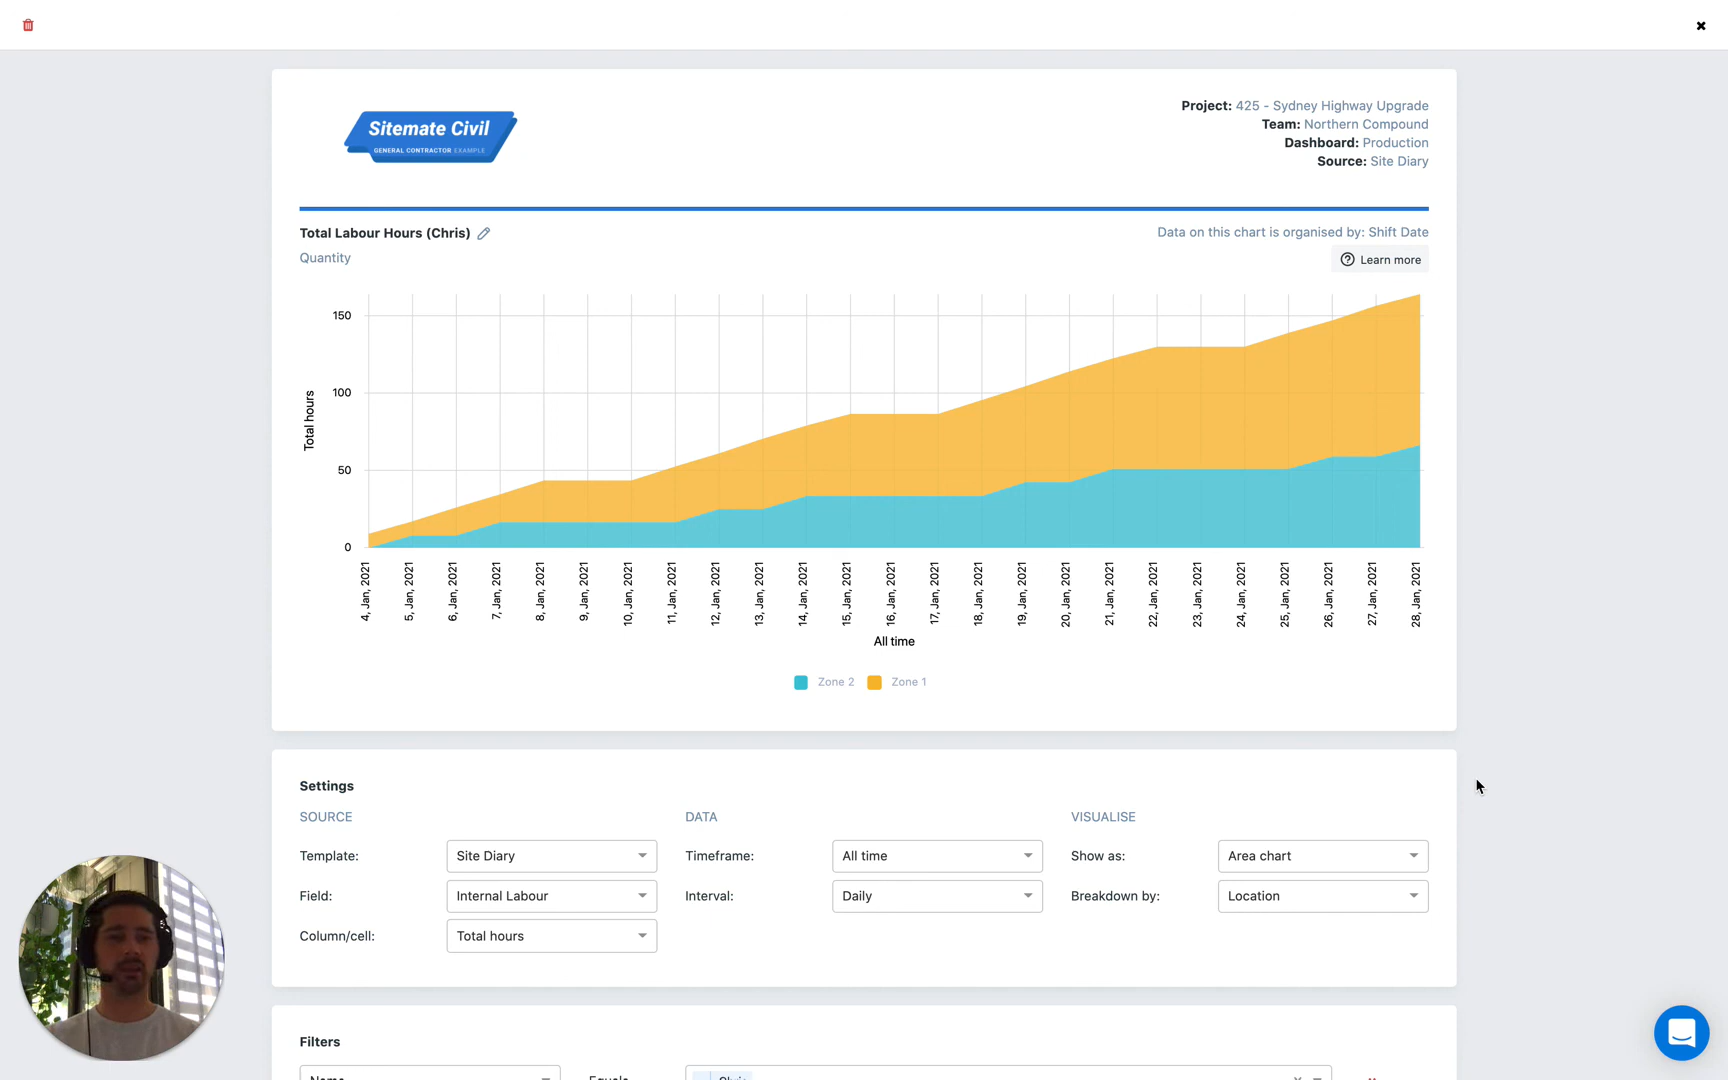 Sitemate Civil
GENERAL CONTRACTOR EXAMPLE
Project: 425 - Sydney Highway Upgrade
Team: Northern Compound
Dashboard: Production
Source: Site Diary
Total Labour Hours (Chris)
Data on this chart is organised by: Shift Date
Quantity
Learn more
150
100
50
0
Total hours
4, Jan, 2021
5, Jan, 2021
6, Jan, 2021
7, Jan, 2021
8, Jan, 2021
9, Jan, 2021
10, Jan, 2021
11, Jan, 2021
12, Jan, 2021
13, Jan, 2021
14, Jan, 2021
15, Jan, 2021
16, Jan, 2021
17, Jan, 2021
18, Jan, 2021
19, Jan, 2021
20, Jan, 2021
21, Jan, 2021
22, Jan, 2021
23, Jan, 2021
24, Jan, 2021
25, Jan, 2021
26, Jan, 2021
27, Jan, 2021
28, Jan, 2021
All time
Zone 2 Zone 1
Settings
SOURCE DATA VISUALISE
Template: Site Diary Timeframe: All time Show as: Area chart
Field: Internal Labour Interval: Daily Breakdown by: Location
Column/cell: Total hours
Filters
Name Equals Chris